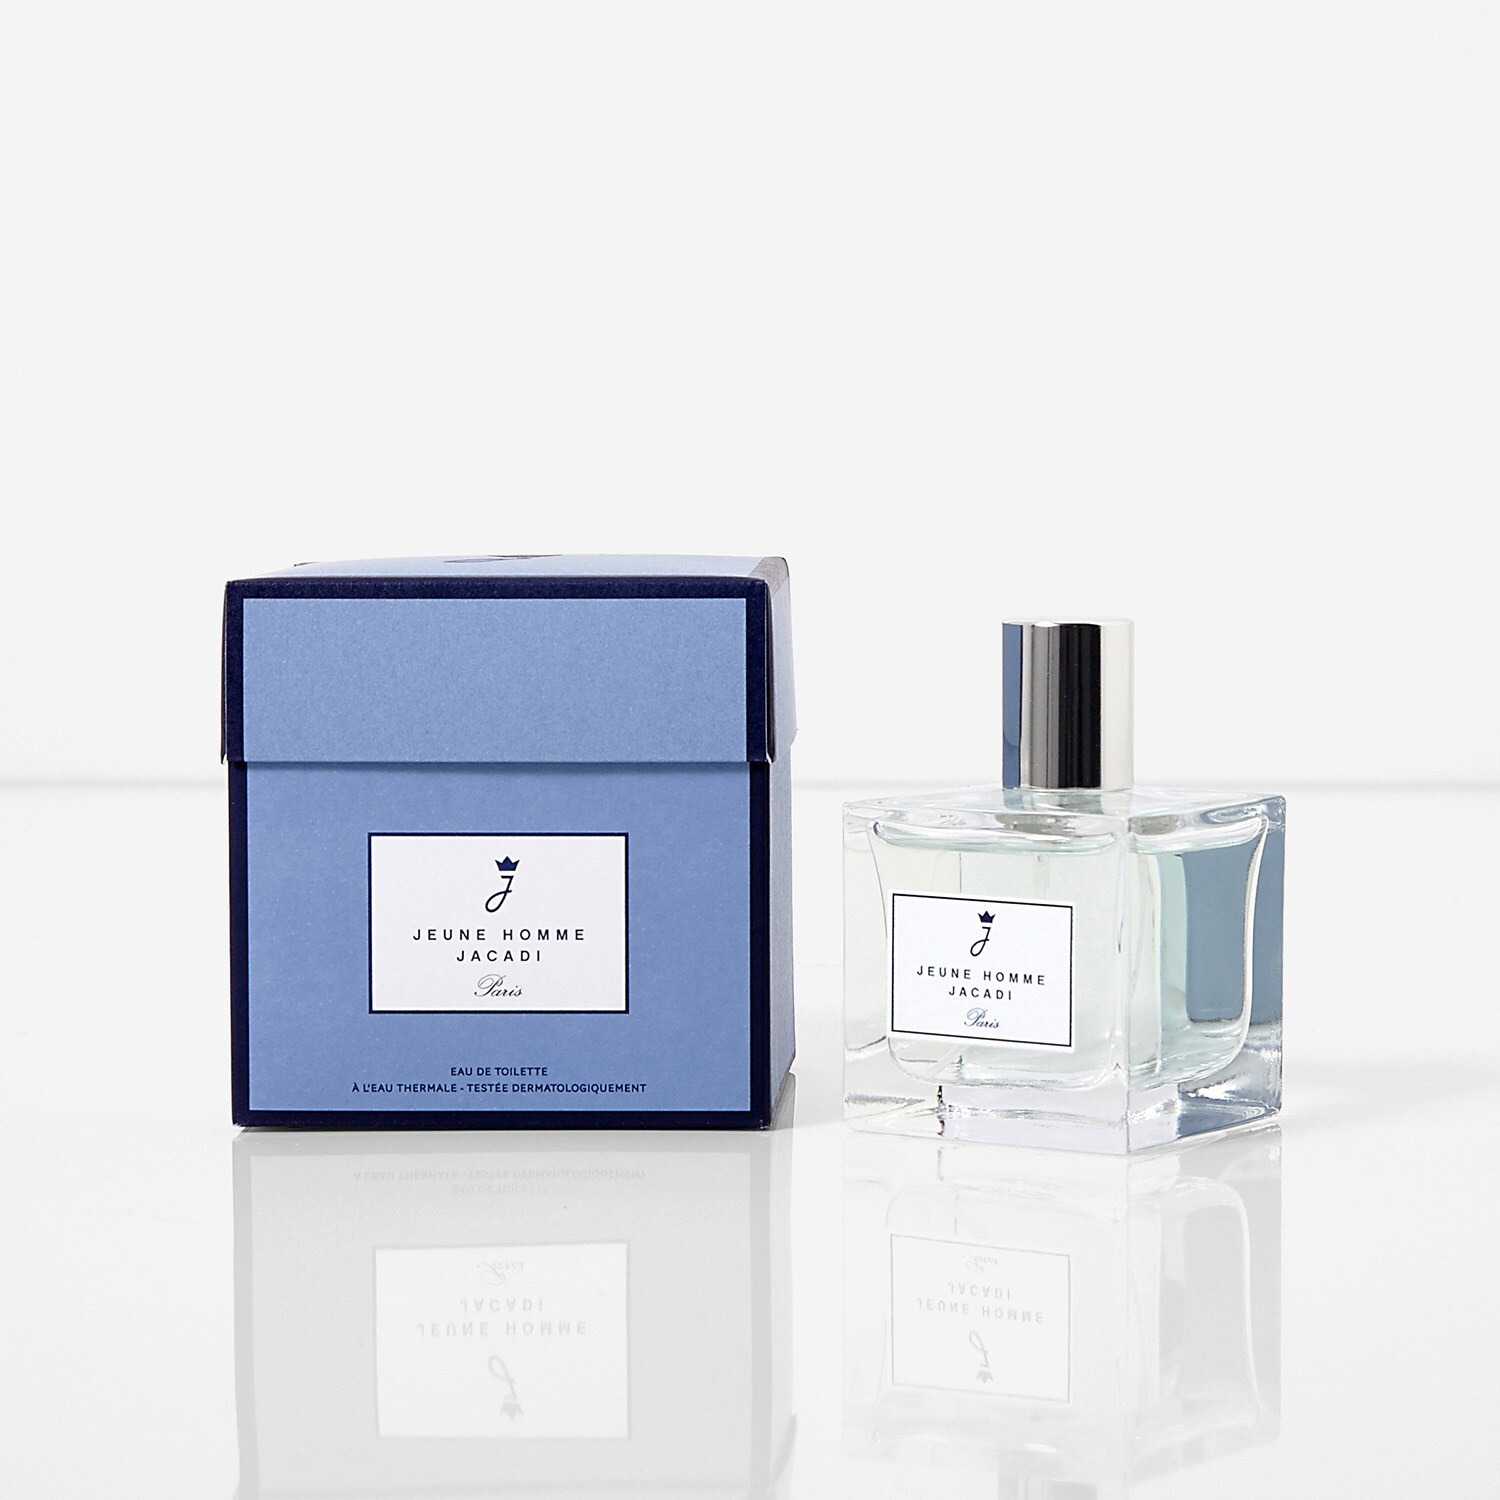 J
JEUNE HOMME
JACADI
Paris
EAU DE TOILETTE
À L'EAU THERMALE - TESTÉE DERMATOLOGIQUEMENT
J
JEUNE HOMME
JACADI
Paris